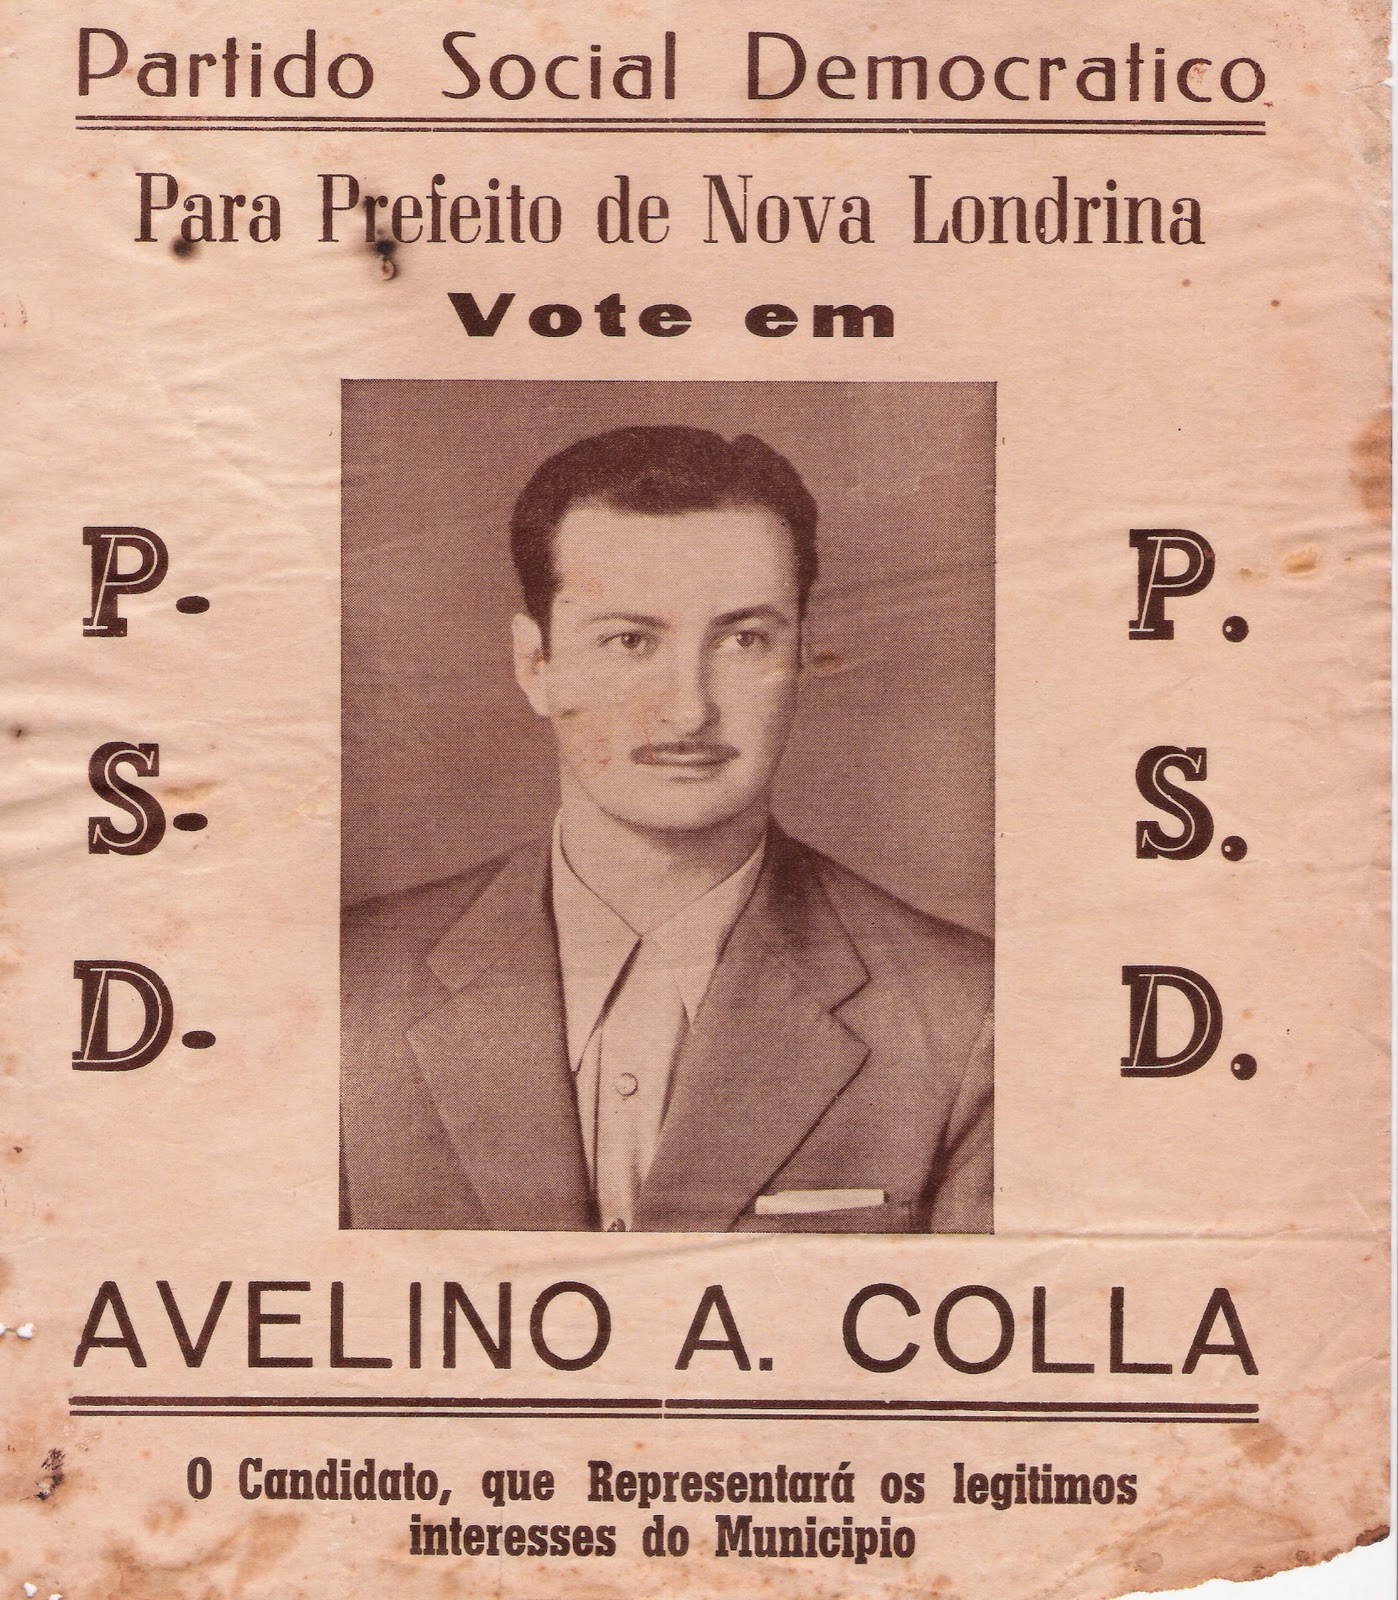 Partido Social Democratico
Para Prefeito de Nova Londrina
Vote em
P. P.
S. S.
D. D.
AVELINO A. COLLA
O Candidato, que Representará os legitimos
interesses do Municipio